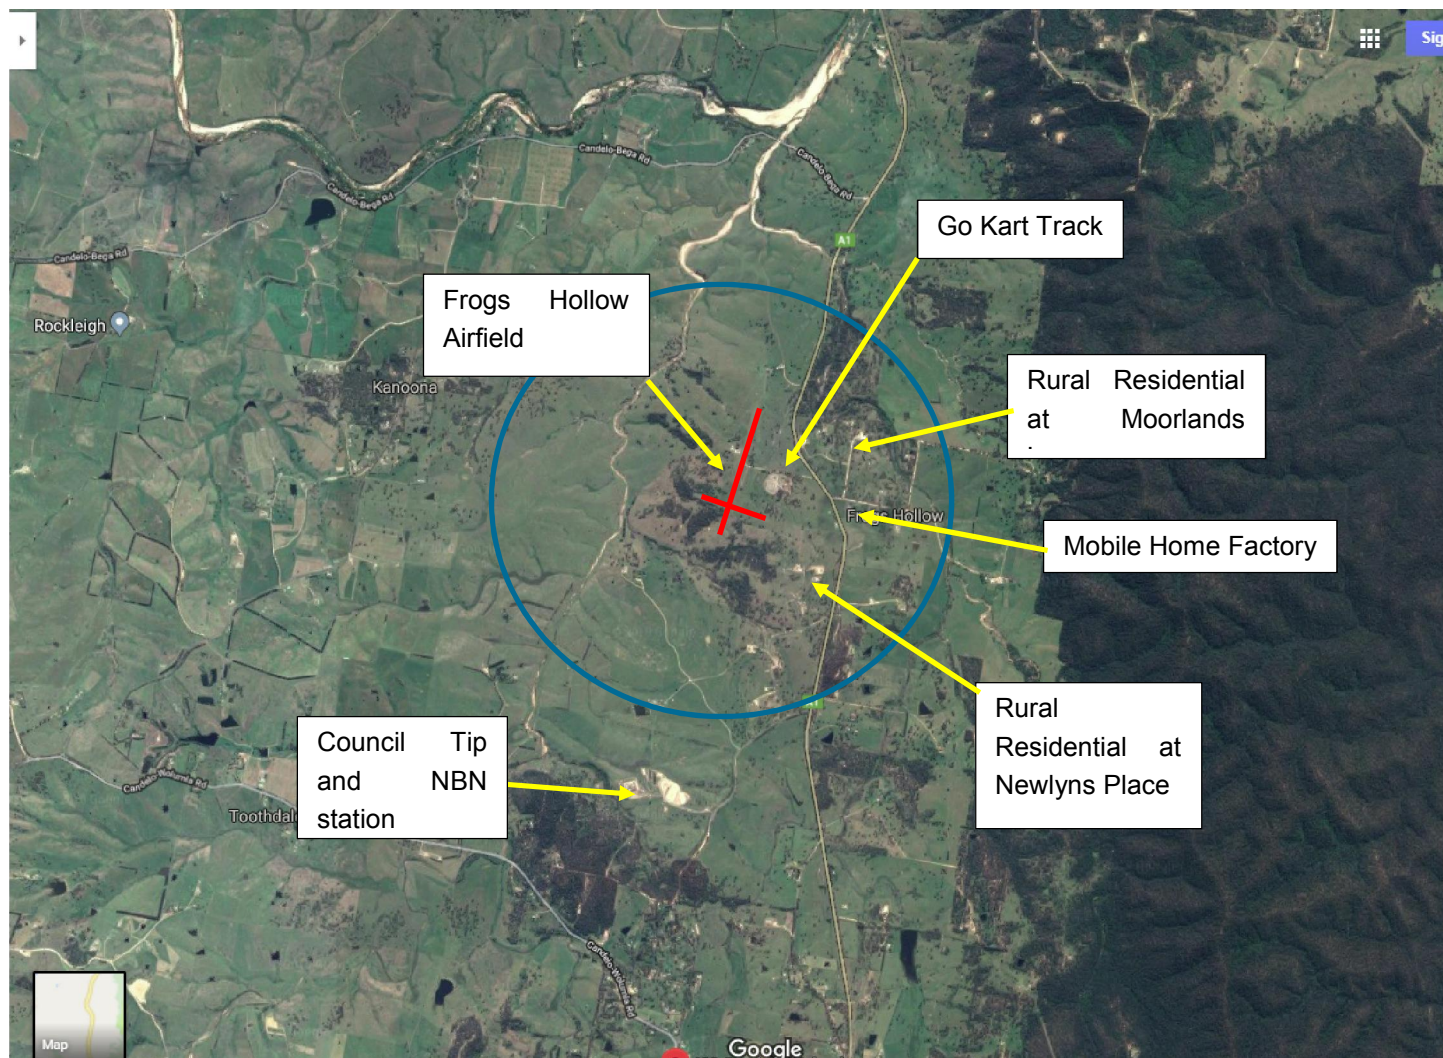 Sig
Candelo-Bega Rd
Candelo-Bega Rd
Candelo-Bega Rd
Candelo-Bega Rd
A1
Go Kart Track
Frogs Hollow
Airfield
Rockleigh
Kanoona
Rural Residential
at Moorlands
Frogs Hollow
Mobile Home Factory
Rural
Residential at
Newlyns Place
A1
Council Tip
and NBN
station
Candelo-Wolumla Rd
Toothdal
Candelo-Wolumla Rd
Map
Google